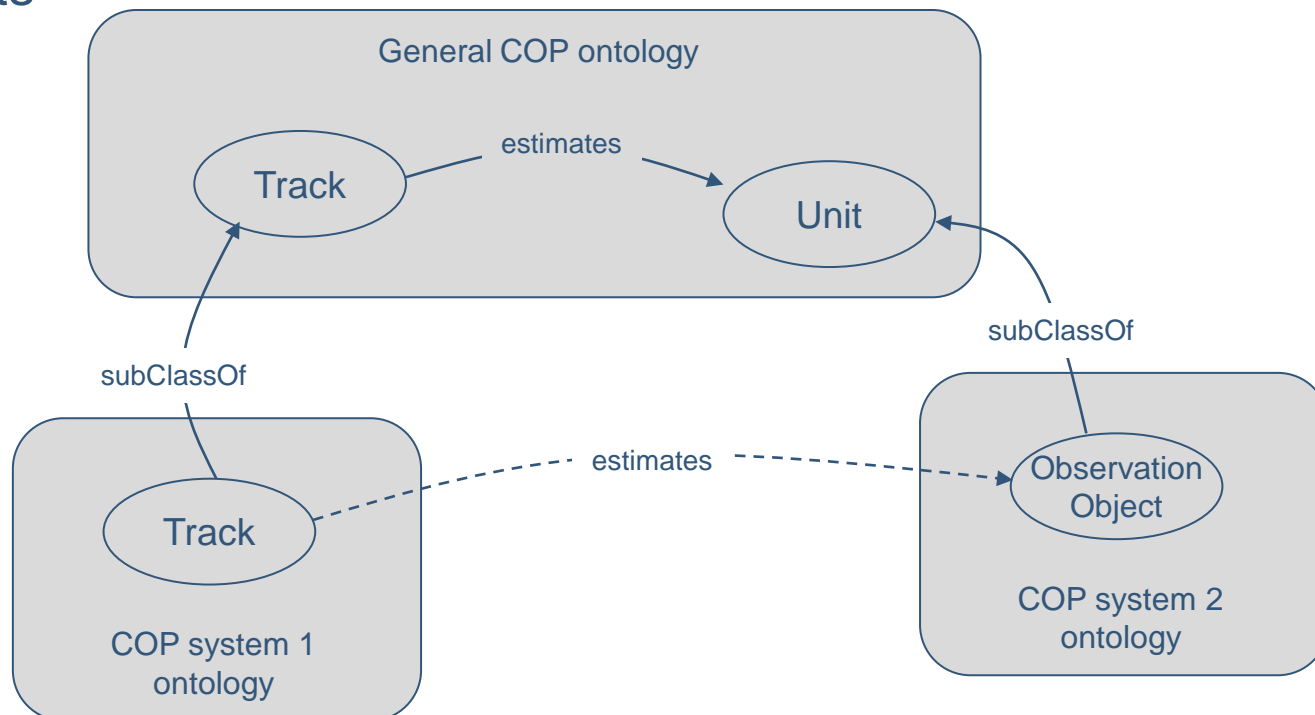 General COP ontology
estimates
Track
Unit
subClassOf
subClassOf
estimates
Observation
Object
Track
COP system 2
ontology
COP system 1
ontology